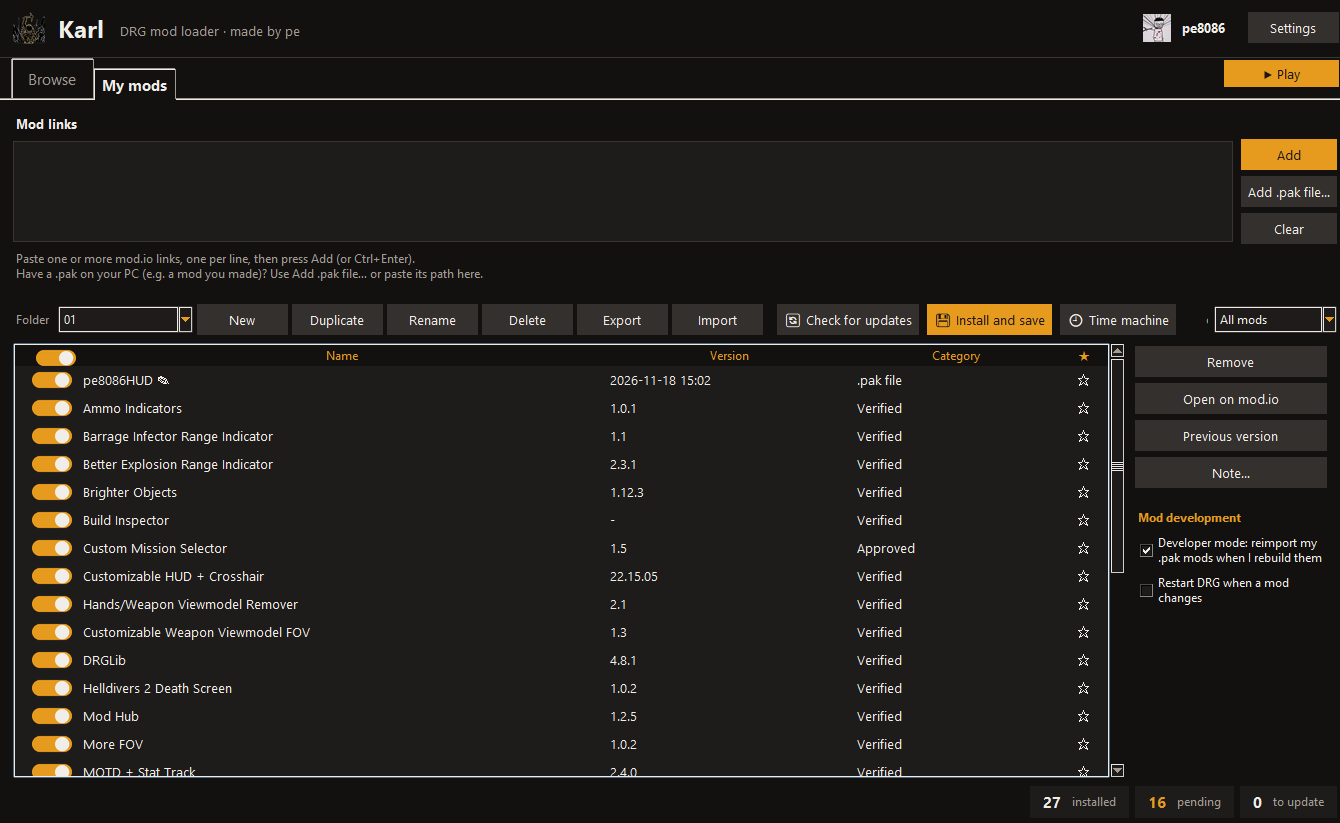 Karl DRG mod loader · made by pe pe8086 Settings
Browse My mods ► Play
Mod links
Add
Add .pak file...
Clear
Paste one or more mod.io links, one per line, then press Add (or Ctrl+Enter).
Have a .pak on your PC (e.g. a mod you made)? Use Add .pak file... or paste its path here.
Folder 01 New Duplicate Rename Delete Export Import Check for updates Install and save Time machine All mods
Name Version Category ★
pe8086HUD ✎ 2026-11-18 15:02 .pak file ☆
Ammo Indicators 1.0.1 Verified ☆
Barrage Infector Range Indicator 1.1 Verified ☆
Better Explosion Range Indicator 2.3.1 Verified ☆
Brighter Objects 1.12.3 Verified ☆
Build Inspector - Verified ☆
Custom Mission Selector 1.5 Approved ☆
Customizable HUD + Crosshair 22.15.05 Verified ☆
Hands/Weapon Viewmodel Remover 2.1 Verified ☆
Customizable Weapon Viewmodel FOV 1.3 Verified ☆
DRGLib 4.8.1 Verified ☆
Helldivers 2 Death Screen 1.0.2 Verified ☆
Mod Hub 1.2.5 Verified ☆
More FOV 1.0.2 Verified ☆
MOTD + Stat Track 2.4.0 Verified ☆
Remove
Open on mod.io
Previous version
Note...
Mod development
Developer mode: reimport my
.pak mods when I rebuild them
Restart DRG when a mod
changes
27 installed 16 pending 0 to update